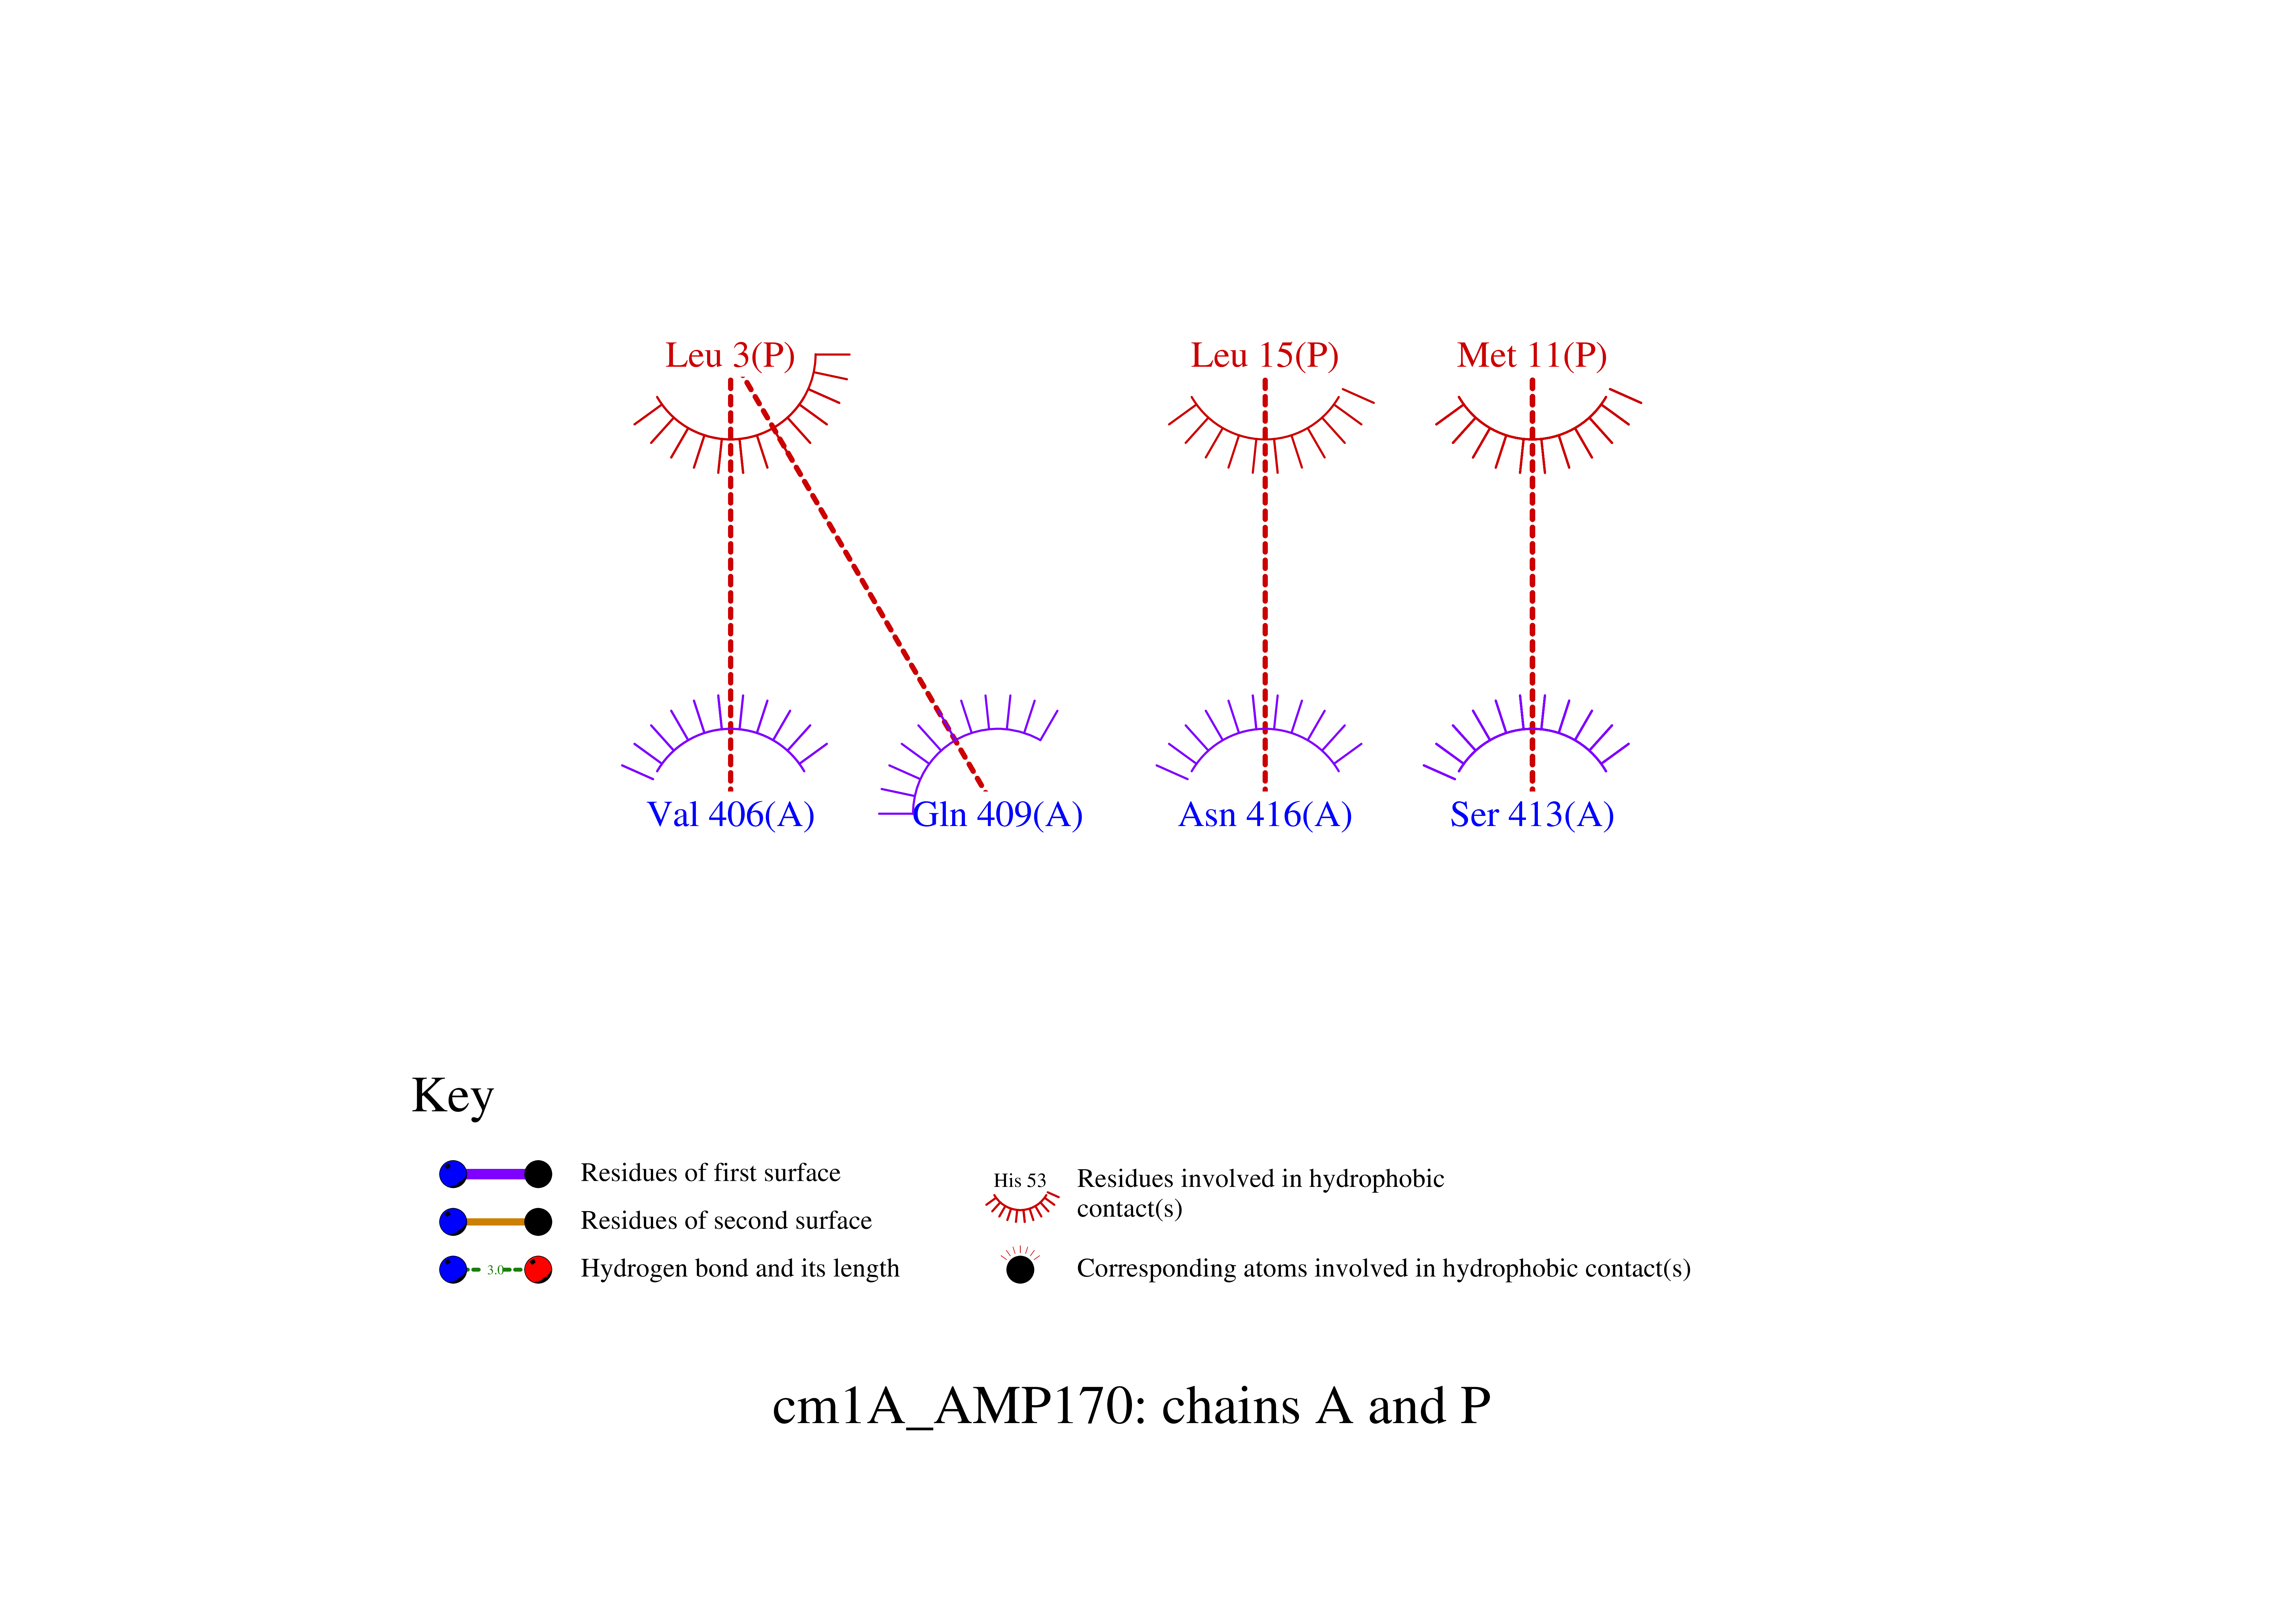 Leu 3(P) Leu 15(P) Met 11(P)
Val 406(A) Gln 409(A) Asn 416(A) Ser 413(A)
Key
Residues of first surface
Residues of second surface
3.0 Hydrogen bond and its length
His 53 Residues involved in hydrophobic
contact(s)
Corresponding atoms involved in hydrophobic contact(s)
cm1A_AMP170: chains A and P